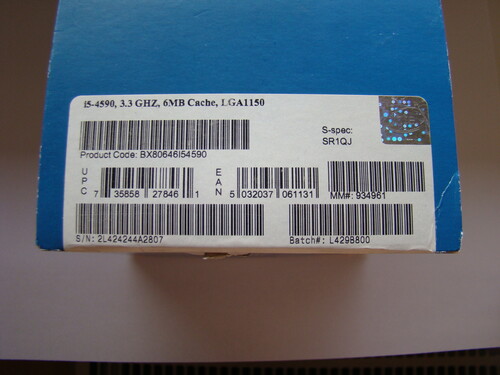 i5-4590, 3.3 GHZ, 6MB Cache, LGA1150
S-spec:
SR1QJ
Product Code: BX80646I54590
UPC 7 35858 27846 1
EAN 5 032037 061131
MM#: 934961
S/N: 2L424244A2807
Batch#: L429B800